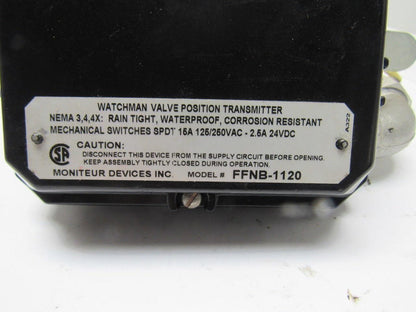 WATCHMAN VALVE POSITION TRANSMITTER
NEMA 3,4,4X: RAIN TIGHT, WATERPROOF, CORROSION RESISTANT
MECHANICAL SWITCHES SPDT 15A 125/250VAC - 2.5A 24VDC
CAUTION:
DISCONNECT THIS DEVICE FROM THE SUPPLY CIRCUIT BEFORE OPENING.
KEEP ASSEMBLY TIGHTLY CLOSED DURING OPERATION.
MONITEUR DEVICES INC. MODEL # FFNB-1120
A322